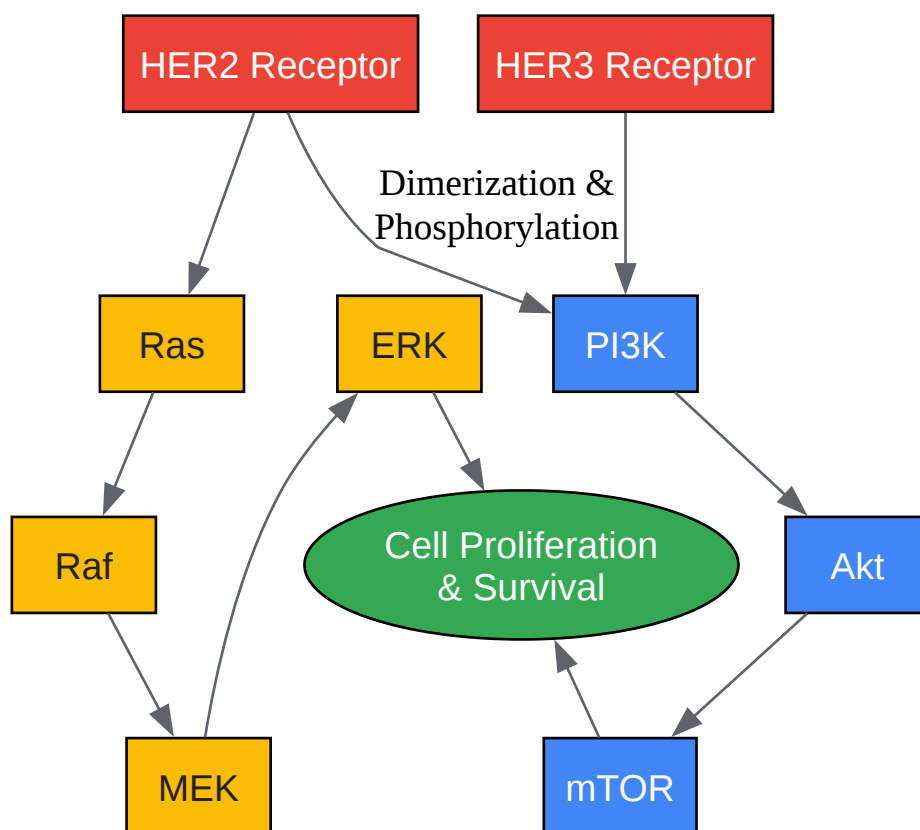 HER2 Receptor
HER3 Receptor
Dimerization &
Phosphorylation
Ras
ERK
PI3K
Cell Proliferation
& Survival
Raf
Akt
MEK
mTOR